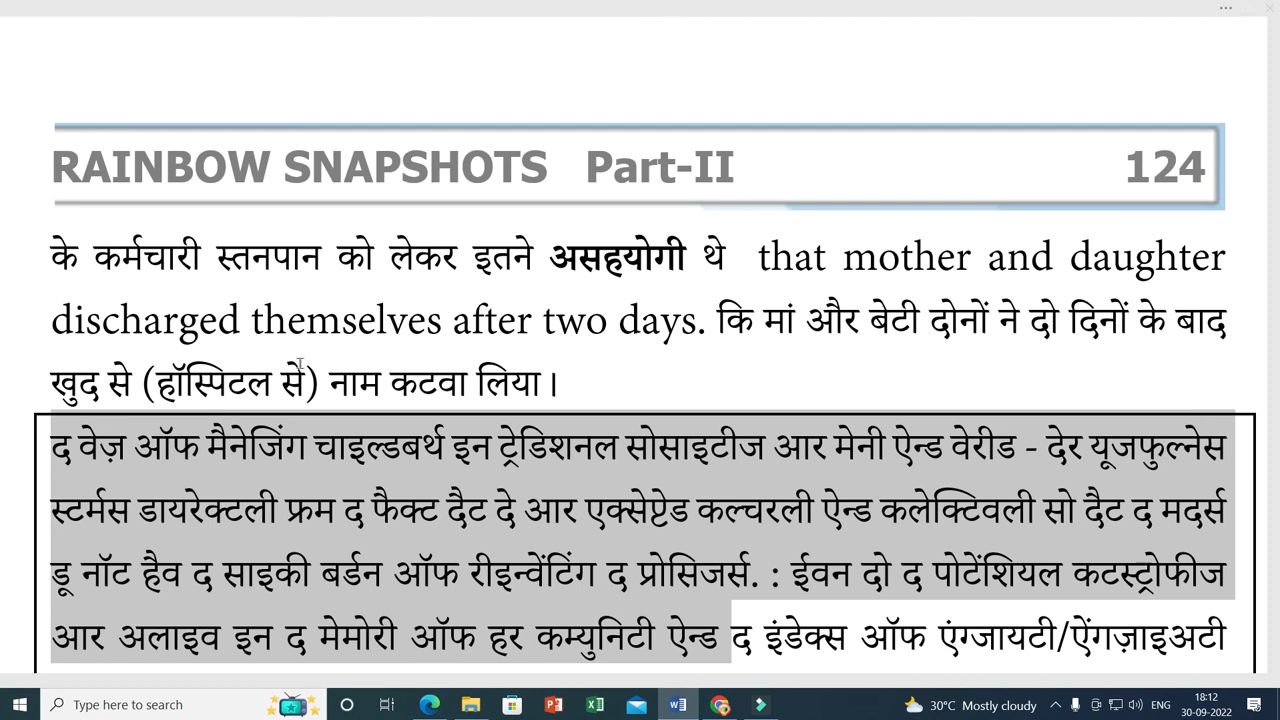 RAINBOW SNAPSHOTS Part-II 124
के कर्मचारी स्तनपान को लेकर इतने असहयोगी थे that mother and daughter
discharged themselves after two days. कि मां और बेटी दोनों ने दो दिनों के बाद
खुद से (हॉस्पिटल से) नाम कटवा लिया।
द वेज़ ऑफ मैनेजिंग चाइल्डबर्थ इन ट्रेडिशनल सोसाइटीज आर मेनी ऐन्ड वेरीड - देर यूजफुल्नेस
स्टर्मस डायरेक्टली फ्रम द फैक्ट दैट दे आर एक्सेप्टेड कल्चरली ऐन्ड कलेक्टिवली सो दैट द मदर्स
डू नॉट हैव द साइकी बर्डन ऑफ रीइन्वेंटिंग द प्रोसिजर्स. : ईवन दो द पोटेंशियल कटस्ट्रोफीज
आर अलाइव इन द मेमोरी ऑफ हर कम्युनिटी ऐन्ड द इंडेक्स ऑफ एंग्जायटी/ऐंगज़ाइअटी
Type here to search
30°C Mostly cloudy ENG 18:12
30-09-2022